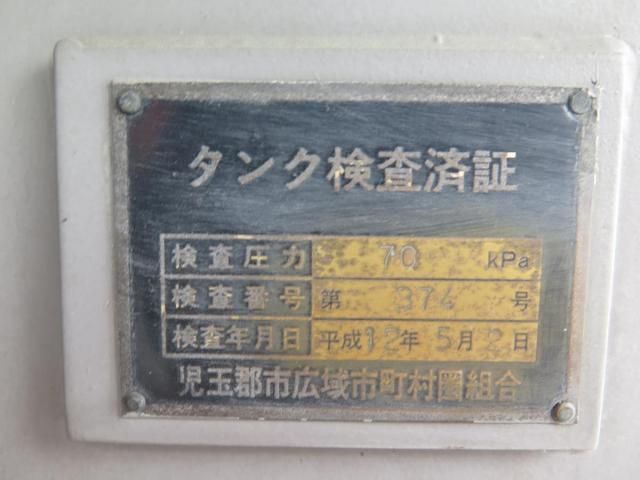 タンク検査済証
検査圧力 70 kPa
検査番号 第 374 号
検査年月日 平成12年 5月 2日
児玉郡市広域市町村圏組合